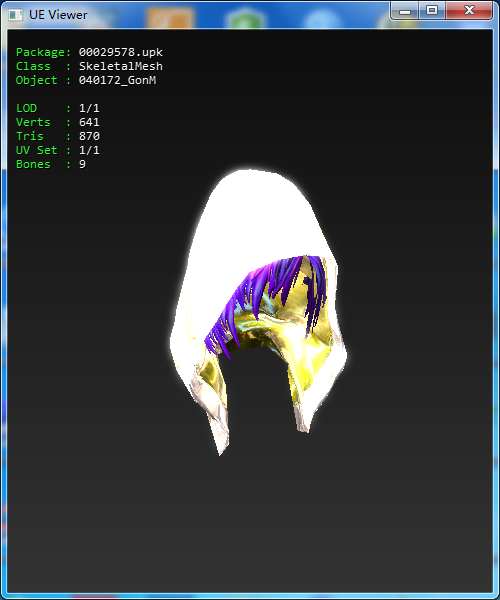 UE Viewer
Package: 00029578.upk
Class : SkeletalMesh
Object : 040172_GonM
LOD : 1/1
Verts : 641
Tris : 870
UV Set : 1/1
Bones : 9